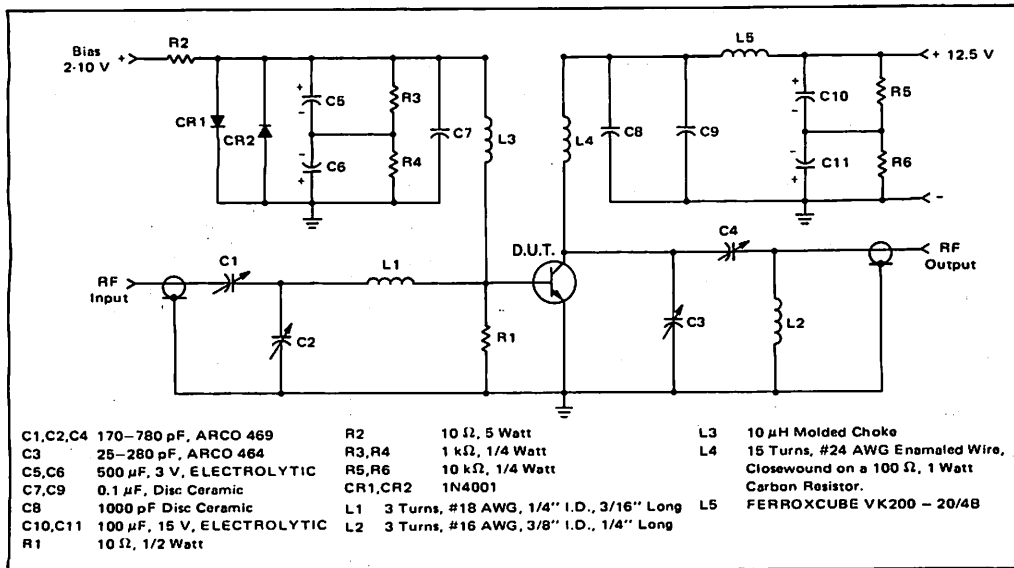 Bias
2-10 V +
R2
CR1
CR2
+
C5
-
-
C6
+
R3
R4
C7
L3
L4
C8
C9
L5
+
C10
-
-
C11
+
R5
R6
+ 12.5 V
-
RF
Input
C1
C2
L1
R1
D.U.T.
C3
C4
L2
RF
Output
C1,C2,C4 170–780 pF, ARCO 469
C3 25–280 pF, ARCO 464
C5,C6 500 μF, 3 V, ELECTROLYTIC
C7,C9 0.1 μF, Disc Ceramic
C8 1000 pF Disc Ceramic
C10,C11 100 μF, 15 V, ELECTROLYTIC
R1 10 Ω, 1/2 Watt
R2 10 Ω, 5 Watt
R3,R4 1 kΩ, 1/4 Watt
R5,R6 10 kΩ, 1/4 Watt
CR1,CR2 1N4001
L1 3 Turns, #18 AWG, 1/4" I.D., 3/16" Long
L2 3 Turns, #16 AWG, 3/8" I.D., 1/4" Long
L3 10 μH Molded Choke
L4 15 Turns, #24 AWG Enamaled Wire,
Closewound on a 100 Ω, 1 Watt
Carbon Resistor.
L5 FERROXCUBE VK200 – 20/4B